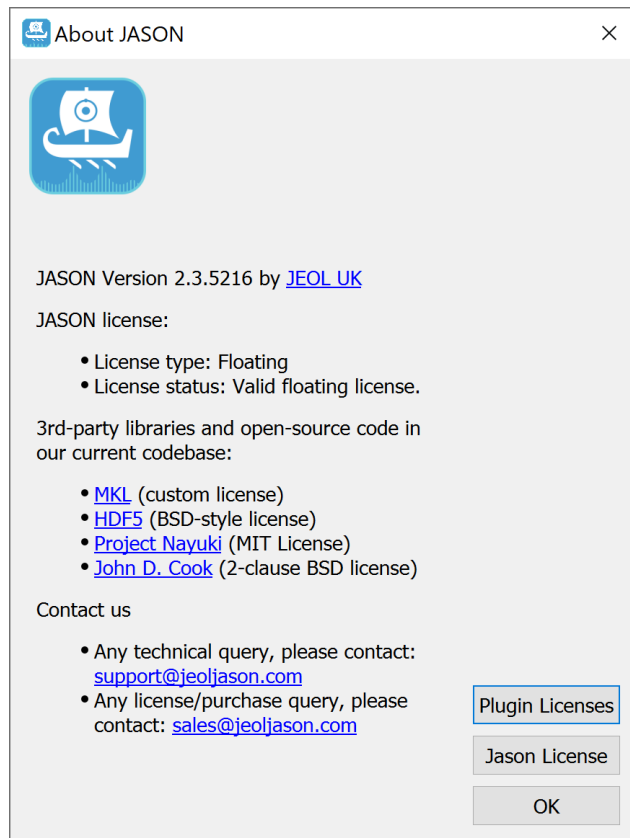 About JASON
JASON Version 2.3.5216 by JEOL UK
JASON license:
• License type: Floating
• License status: Valid floating license.
3rd-party libraries and open-source code in
our current codebase:
• MKL (custom license)
• HDF5 (BSD-style license)
• Project Nayuki (MIT License)
• John D. Cook (2-clause BSD license)
Contact us
• Any technical query, please contact:
support@jeoljason.com
• Any license/purchase query, please
contact: sales@jeoljason.com
Plugin Licenses
Jason License
OK